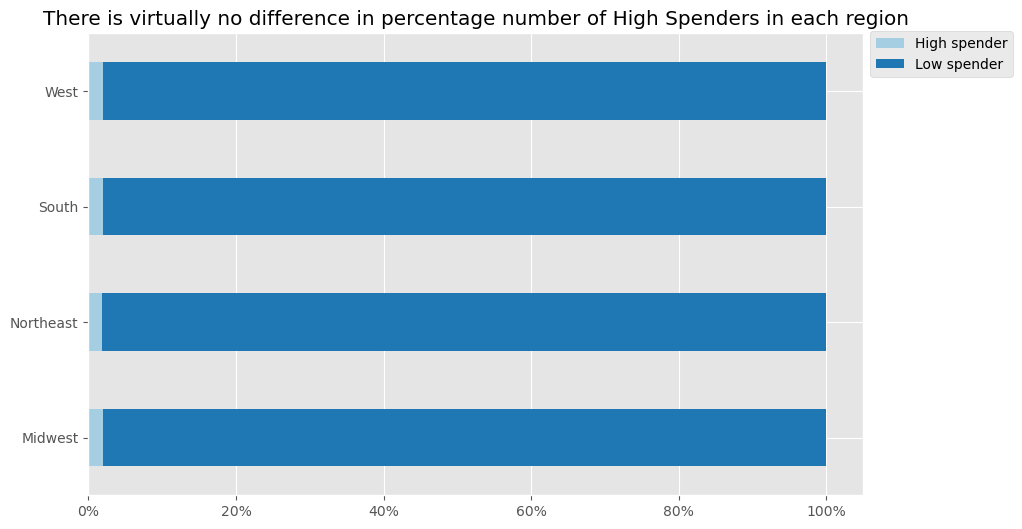 There is virtually no difference in percentage number of High Spenders in each region
High spender
Low spender
West
South
Northeast
Midwest
0% 20% 40% 60% 80% 100%